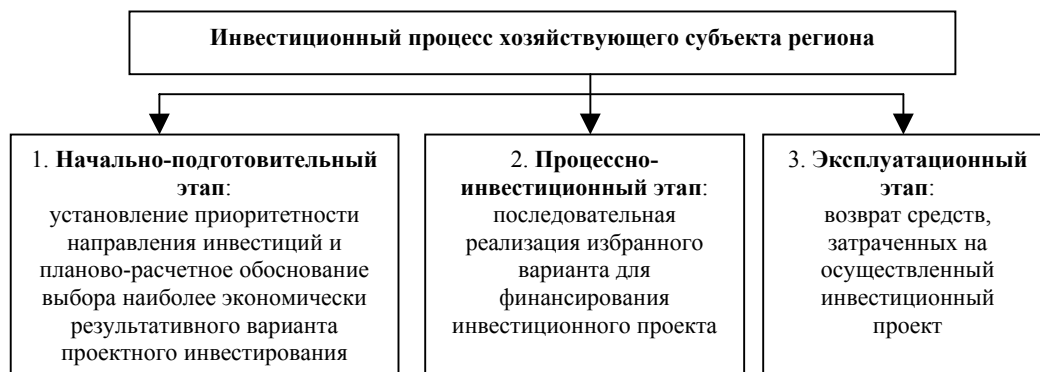 Инвестиционный процесс хозяйствующего субъекта региона
1. Начально-подготовительный
этап:
установление приоритетности
направления инвестиций и
планово-расчетное обоснование
выбора наиболее экономически
результативного варианта
проектного инвестирования
2. Процессно-
инвестиционный этап:
последовательная
реализация избранного
варианта для
финансирования
инвестиционного проекта
3. Эксплуатационный
этап:
возврат средств,
затраченных на
осуществленный
инвестиционный
проект